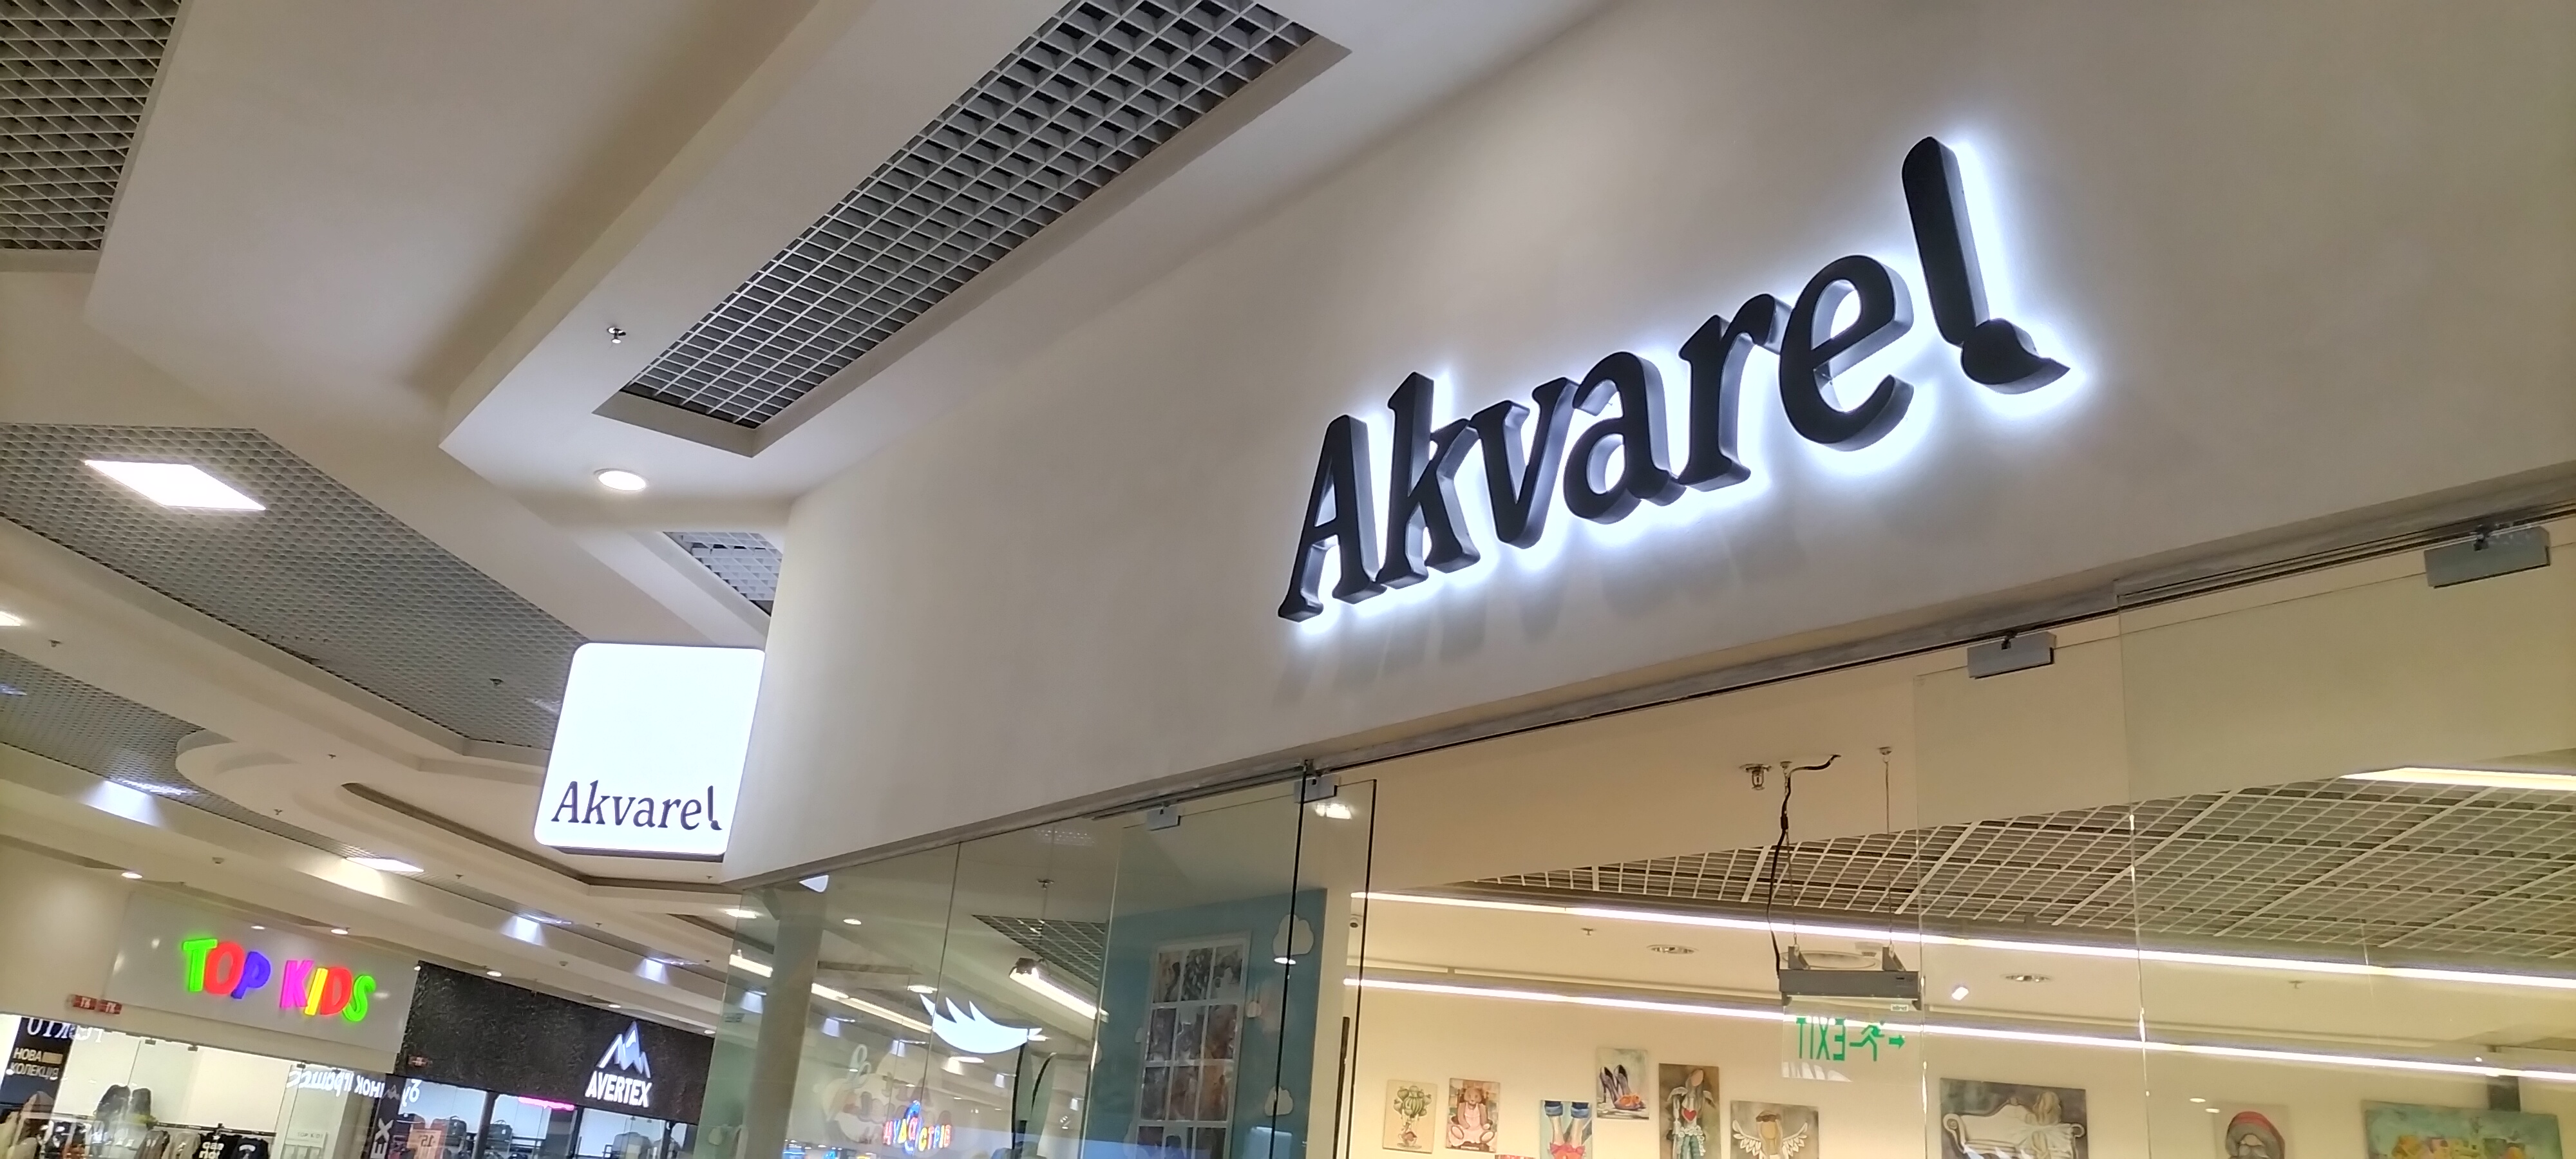 Akvarel
Akvarel
TOP KIDS
AVERTEX
НОВА
КОЛЕКЦІЯ
EXIT